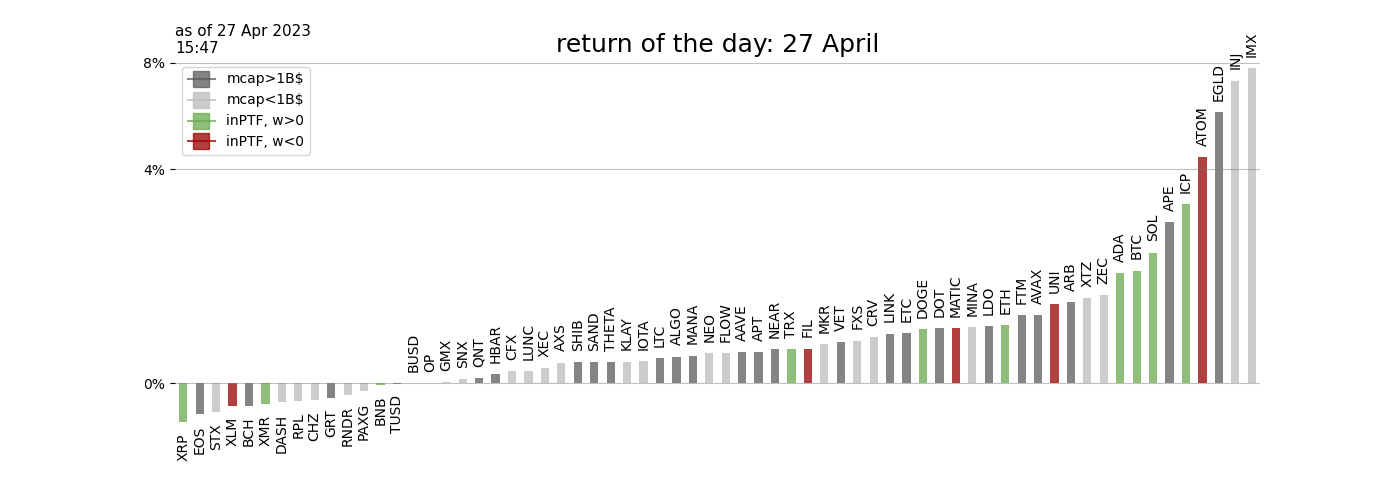 as of 27 Apr 2023
15:47
return of the day: 27 April
8%
4%
0%
mcap>1B$
mcap<1B$
inPTF, w>0
inPTF, w<0
XRP
EOS
STX
XLM
BCH
XMR
DASH
RPL
CHZ
GRT
RNDR
PAXG
BNB
TUSD
BUSD
OP
GMX
SNX
QNT
HBAR
CFX
LUNC
XEC
AXS
SHIB
SAND
THETA
KLAY
IOTA
LTC
ALGO
MANA
NEO
FLOW
AAVE
APT
NEAR
TRX
FIL
MKR
VET
FXS
CRV
LINK
ETC
DOGE
DOT
MATIC
MINA
LDO
ETH
FTM
AVAX
UNI
ARB
XTZ
ZEC
ADA
BTC
SOL
APE
ICP
ATOM
EGLD
INJ
IMX